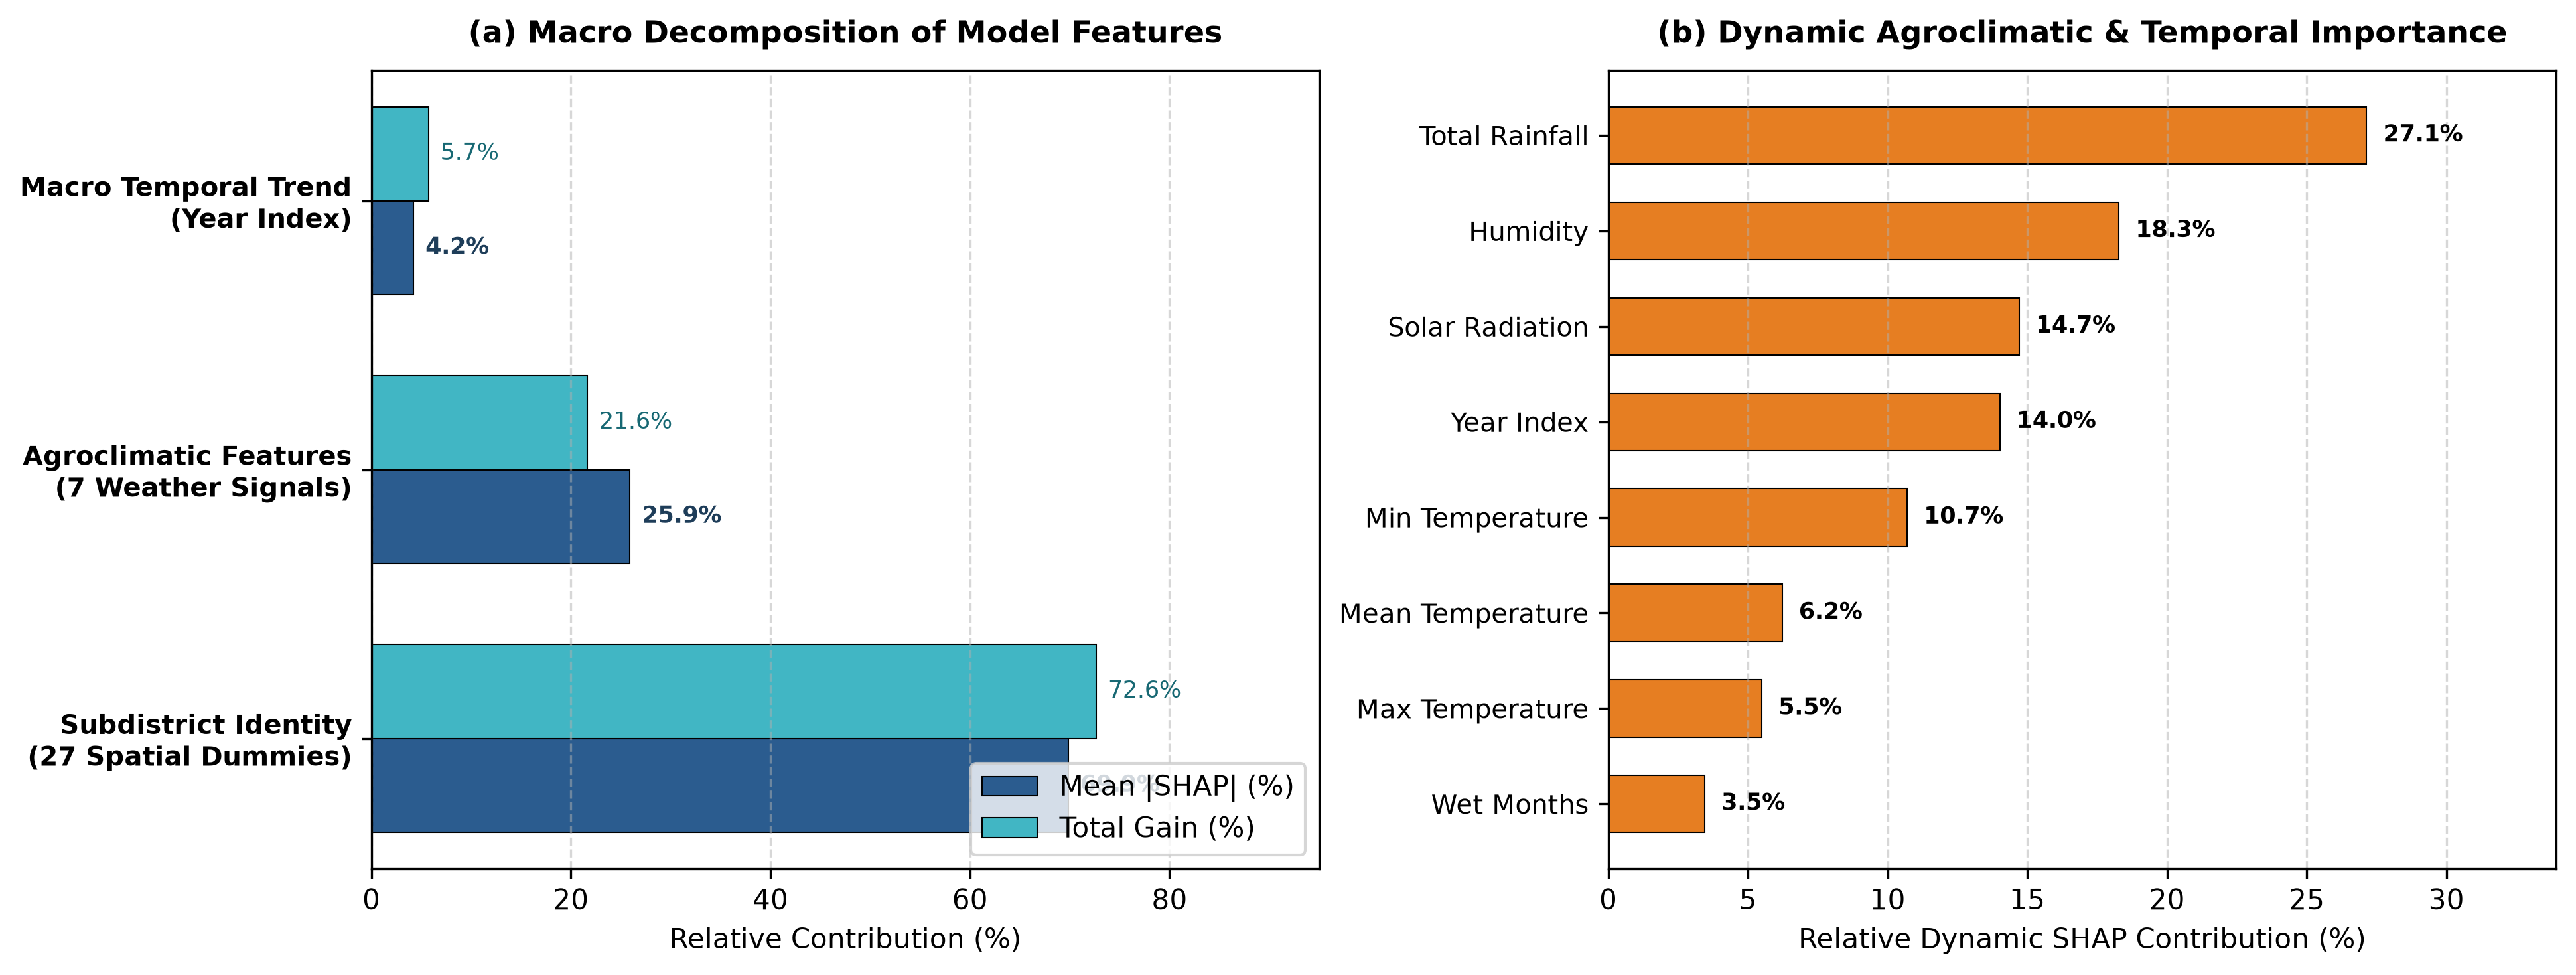 (a) Macro Decomposition of Model Features
Macro Temporal Trend
(Year Index)
5.7%
4.2%
Agroclimatic Features
(7 Weather Signals)
21.6%
25.9%
Subdistrict Identity
(27 Spatial Dummies)
72.6%
69.9%
Mean |SHAP| (%)
Total Gain (%)
0 20 40 60 80
Relative Contribution (%)
(b) Dynamic Agroclimatic & Temporal Importance
Total Rainfall 27.1%
Humidity 18.3%
Solar Radiation 14.7%
Year Index 14.0%
Min Temperature 10.7%
Mean Temperature 6.2%
Max Temperature 5.5%
Wet Months 3.5%
0 5 10 15 20 25 30
Relative Dynamic SHAP Contribution (%)